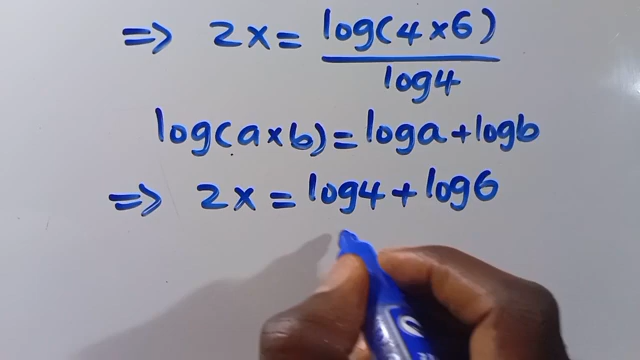 => 2x = log(4×6)
log4
log(a×b) = loga + logb
=> 2x = log4 + log6